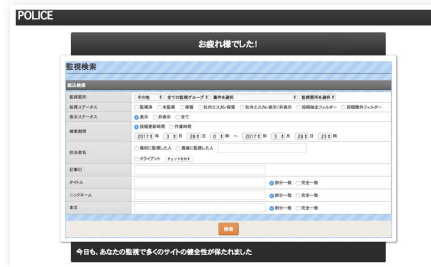 POLICE
お疲れ様でした!
監視検索
絞込検索
監視箇所 その他 全ての監視グループ 案件を選択 監視箇所を選択
処理ステータス 監視済 未監視 保留 社内エスカレ保留 社内エスカレ表示/非表示 投稿抽出フィルター 投稿除外フィルター
表示ステータス 表示 非表示 全て
検索期間 投稿更新時間 作業時間
2017 年 3 月 28 日 0 時 ~ 2017 年 3 月 28 日 23 時
担当者名 最初に監視した人 最後に監視した人
クライアント チェックを外す
記事ID
タイトル 部分一致 完全一致
ニックネーム 部分一致 完全一致
本文 部分一致 完全一致
検索
今日も、あなたの監視で多くのサイトの健全性が保たれました